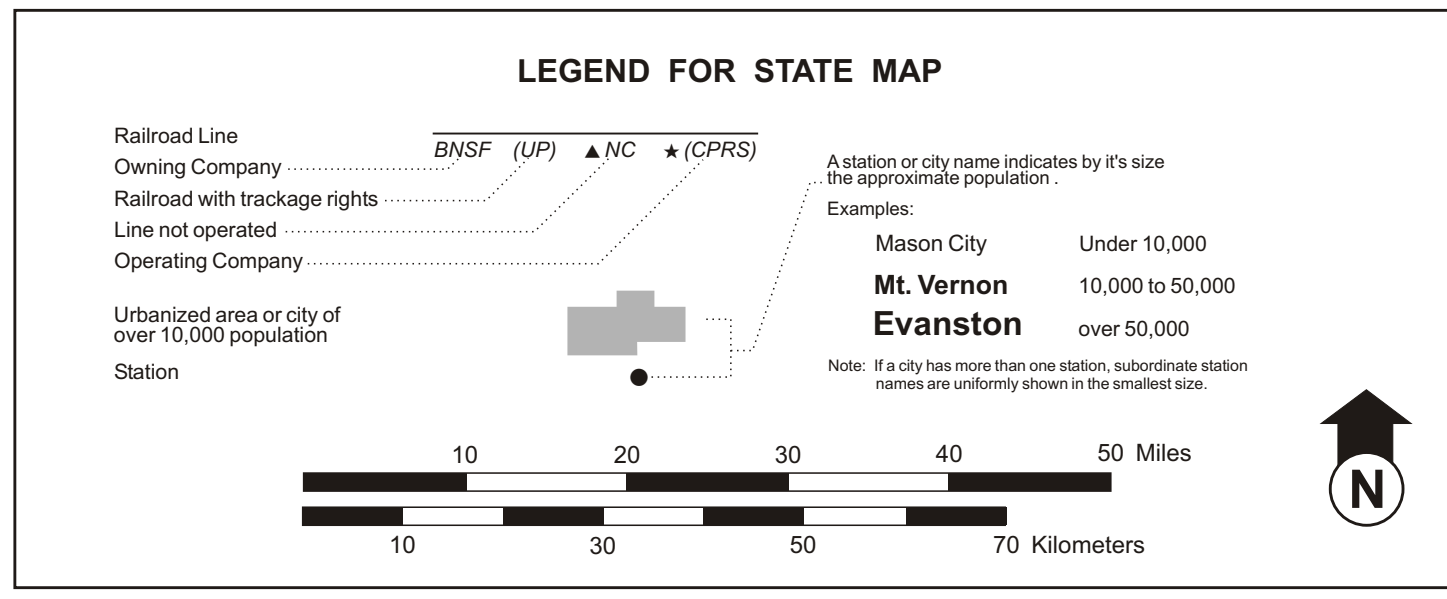 LEGEND FOR STATE MAP
Railroad Line
BNSF (UP) ▲ NC ★ (CPRS)
Owning Company
Railroad with trackage rights
Line not operated
Operating Company
Urbanized area or city of
over 10,000 population
Station
A station or city name indicates by it's size
the approximate population .
Examples:
Mason City Under 10,000
Mt. Vernon 10,000 to 50,000
Evanston over 50,000
Note: If a city has more than one station, subordinate station
names are uniformly shown in the smallest size.
10 20 30 40 50 Miles
10 30 50 70 Kilometers
N